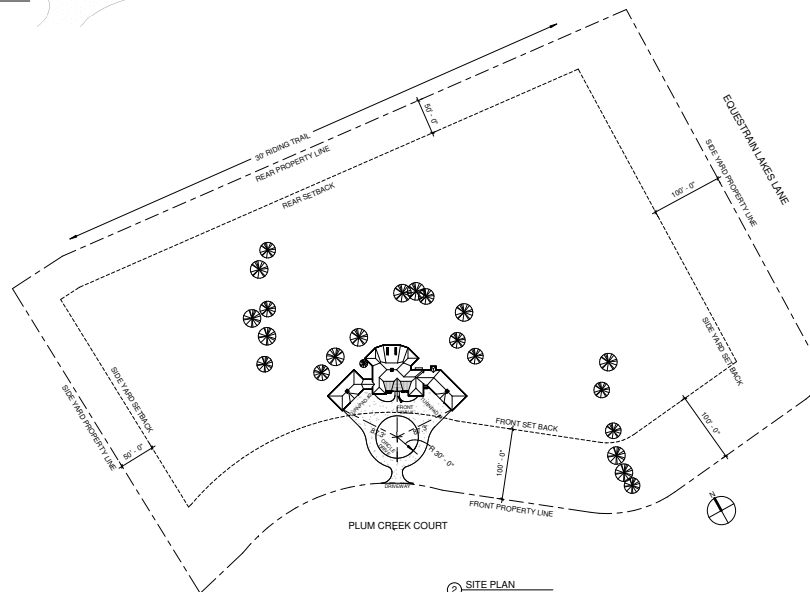 50' - 0"
30' RIDING TRAIL
REAR PROPERTY LINE
REAR SETBACK
EQUESTRAIN LAKES LANE
SIDE YARD PROPERTY LINE
100' - 0"
SIDE YARD SETBACK
SIDE YARD SETBACK
SIDE YARD PROPERTY LINE
50' - 0"
FRONT
FRONT SET BACK
100' - 0"
100' - 0"
CIRCLE
R 30' - 0"
DRIVEWAY
FRONT PROPERTY LINE
N
PLUM CREEK COURT
2 SITE PLAN